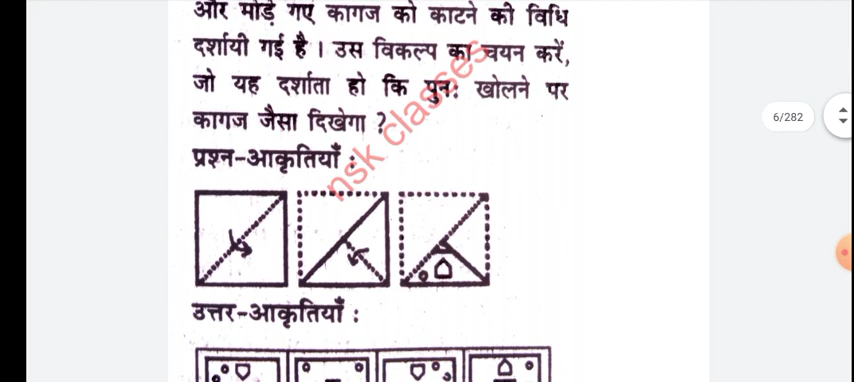 और मोड़े गए कागज को काटने की विधि
दर्शायी गई है। उस विकल्प का चयन करें,
जो यह दर्शाता हो कि पुनः खोलने पर
कागज जैसा दिखेगा ?
nsk classes
प्रश्न-आकृतियाँ :
उत्तर-आकृतियाँ :
6/282